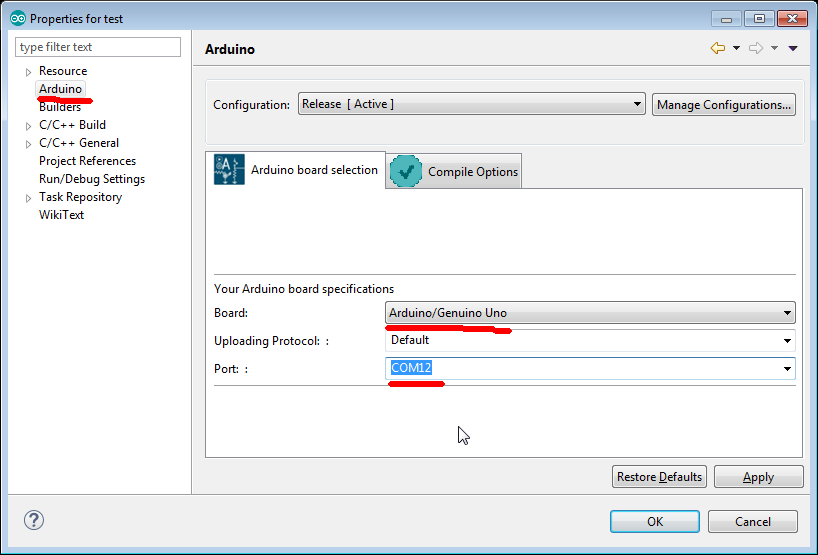 Properties for test
type filter text
Arduino
Resource
Arduino
Builders
C/C++ Build
C/C++ General
Project References
Run/Debug Settings
Task Repository
WikiText
Configuration: Release [ Active ] Manage Configurations...
Arduino board selection Compile Options
Your Arduino board specifications
Board: Arduino/Genuino Uno
Uploading Protocol: : Default
Port: : COM12
Restore Defaults Apply
OK Cancel